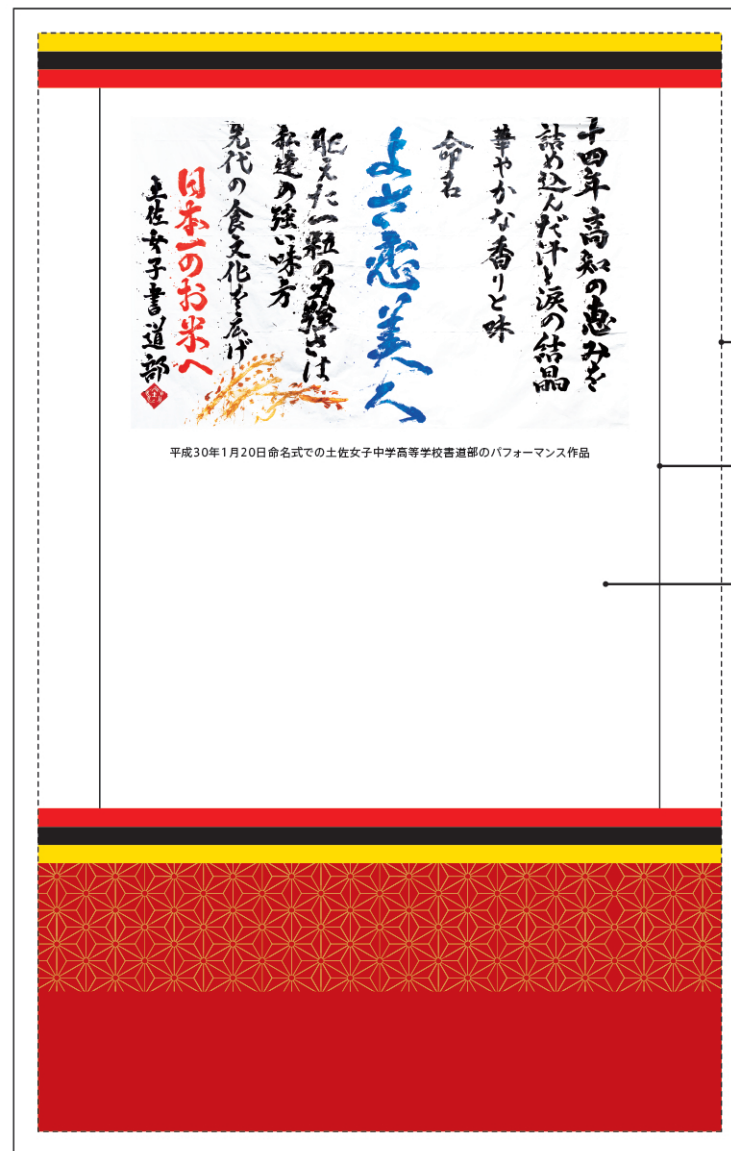 十四年高知の恵みを
詰め込んだ汗と涙の結晶
華やかな香りと味
命名
よさ恋美人
肥えた一粒の力強さは
私達の強い味方
先代の食文化を広げ
日本一のお米へ
土佐女子書道部
平成30年1月20日命名式での土佐女子中学高等学校書道部のパフォーマンス作品